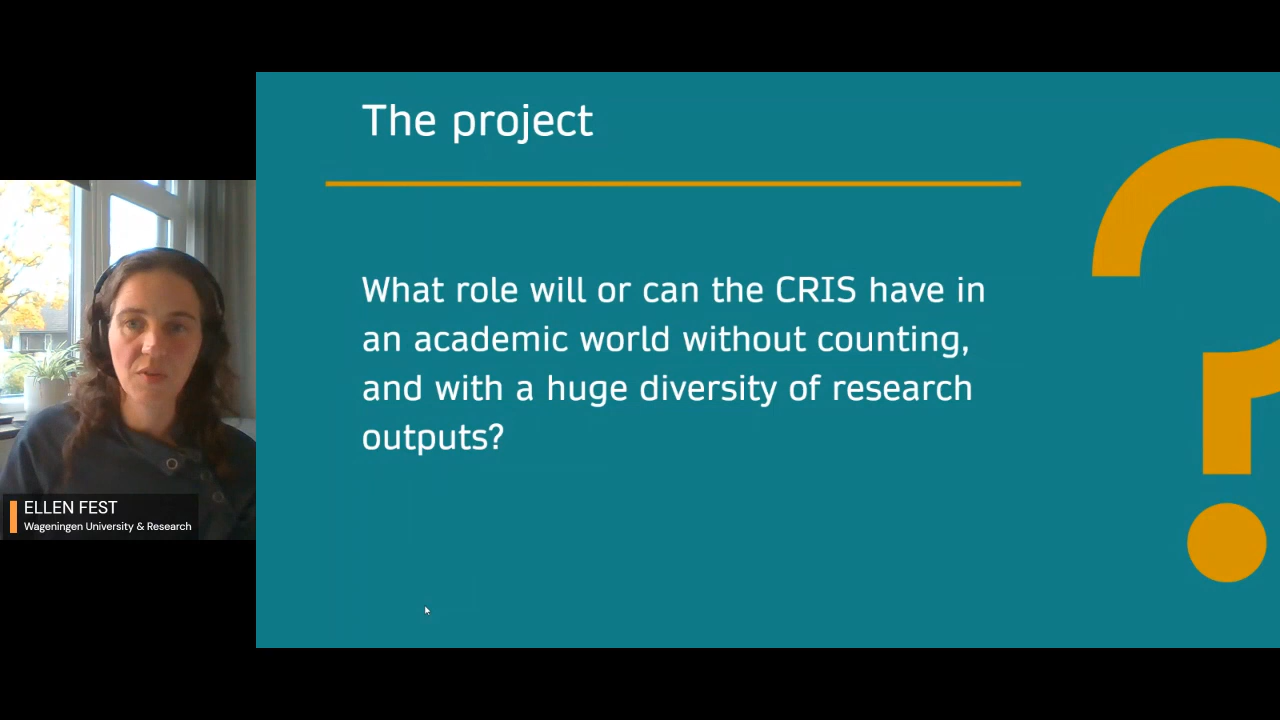 The project
What role will or can the CRIS have in
an academic world without counting,
and with a huge diversity of research
outputs?
ELLEN FEST
Wageningen University & Research